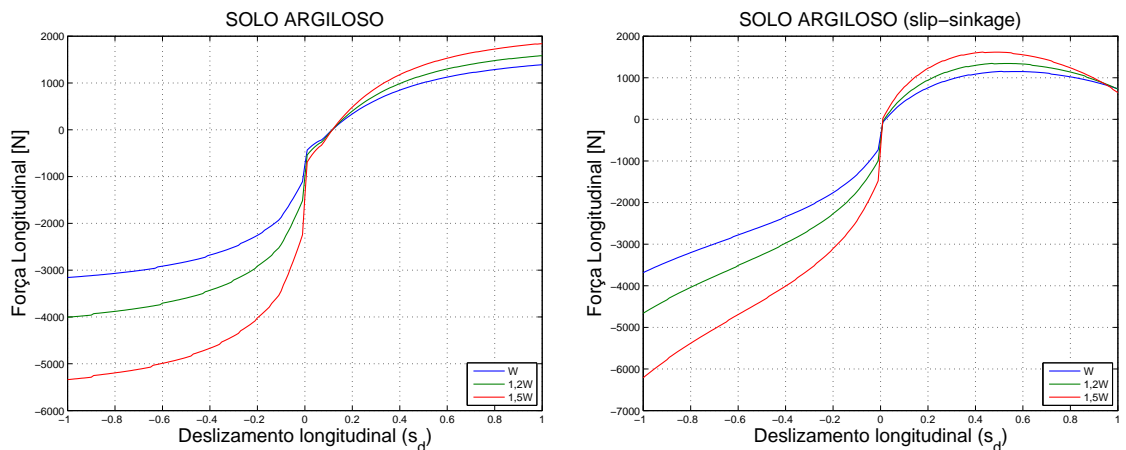 SOLO ARGILOSO
2000
1000
0
−1000
−2000
−3000
−4000
−5000
−6000
Força Longitudinal [N]
−1 −0.8 −0.6 −0.4 −0.2 0 0.2 0.4 0.6 0.8 1
Deslizamento longitudinal (s_d)
W
1,2W
1,5W
SOLO ARGILOSO (slip−sinkage)
2000
1000
0
−1000
−2000
−3000
−4000
−5000
−6000
−7000
Força Longitudinal [N]
−1 −0.8 −0.6 −0.4 −0.2 0 0.2 0.4 0.6 0.8 1
Deslizamento longitudinal (s_d)
W
1,2W
1,5W